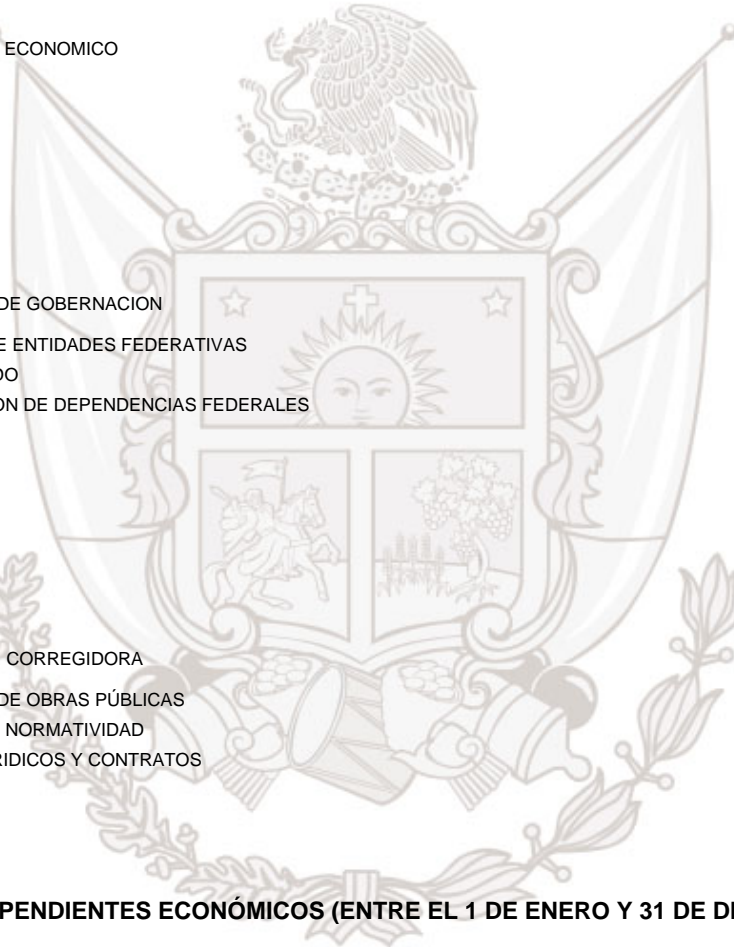 ECONOMICO
DE GOBERNACION
E ENTIDADES FEDERATIVAS
DO
ON DE DEPENDENCIAS FEDERALES
CORREGIDORA
DE OBRAS PÚBLICAS
NORMATIVIDAD
RIDICOS Y CONTRATOS
PENDIENTES ECONÓMICOS (ENTRE EL 1 DE ENERO Y 31 DE DI